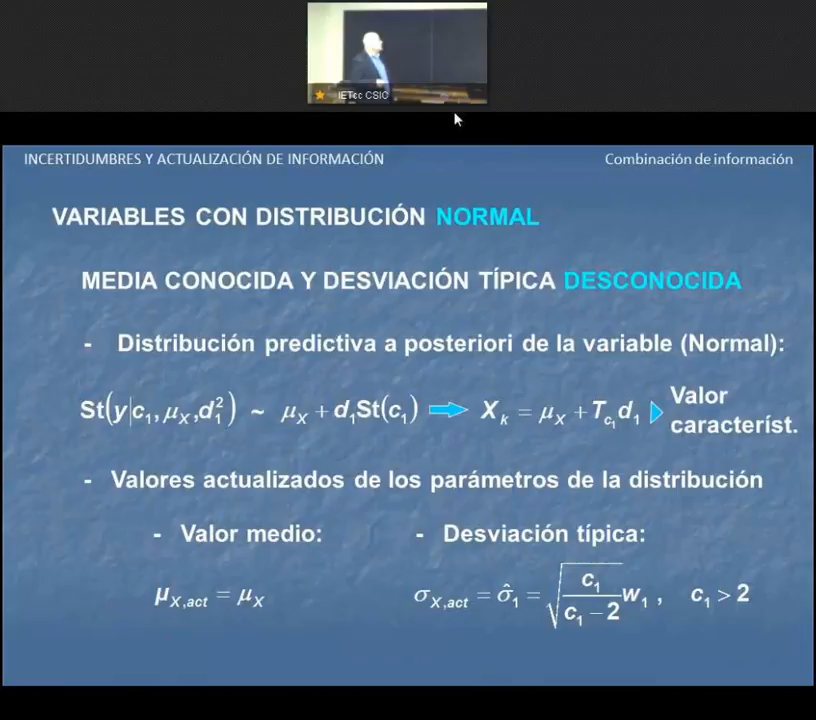 IETcc CSIC
INCERTIDUMBRES Y ACTUALIZACIÓN DE INFORMACIÓN
Combinación de información
VARIABLES CON DISTRIBUCIÓN NORMAL
MEDIA CONOCIDA Y DESVIACIÓN TÍPICA DESCONOCIDA
- Distribución predictiva a posteriori de la variable (Normal):
St(y|c₁,μ_X,d₁²) ~ μ_X + d₁St(c₁) ⇒ X_k = μ_X + T_c₁ d₁ ▶ Valor
característ.
- Valores actualizados de los parámetros de la distribución
- Valor medio: - Desviación típica:
μ_X,act = μ_X σ_X,act = σ̂₁ = √(c₁/(c₁ − 2)) w₁ , c₁ > 2